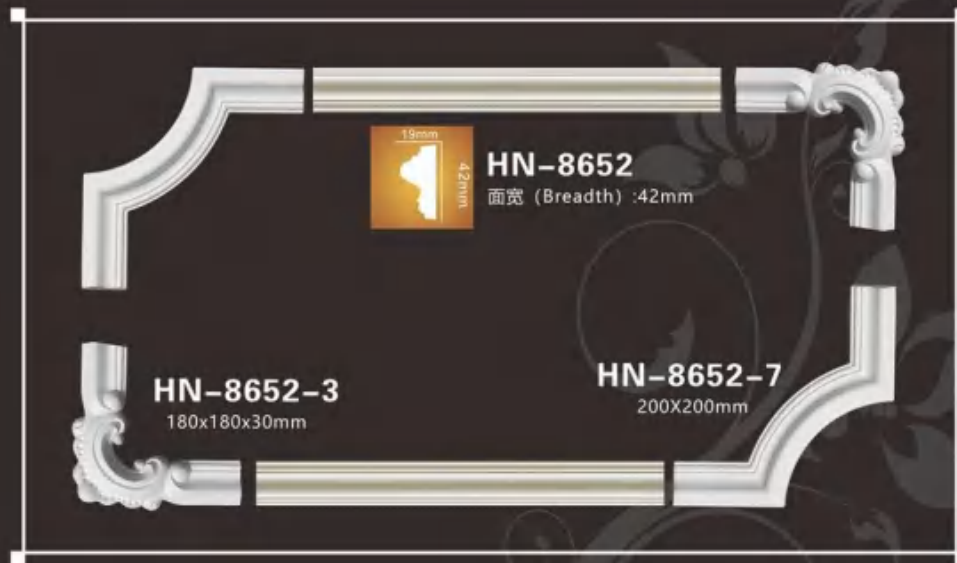 19mm
42mm
HN-8652
面宽 (Breadth) :42mm
HN-8652-3
180x180x30mm
HN-8652-7
200X200mm